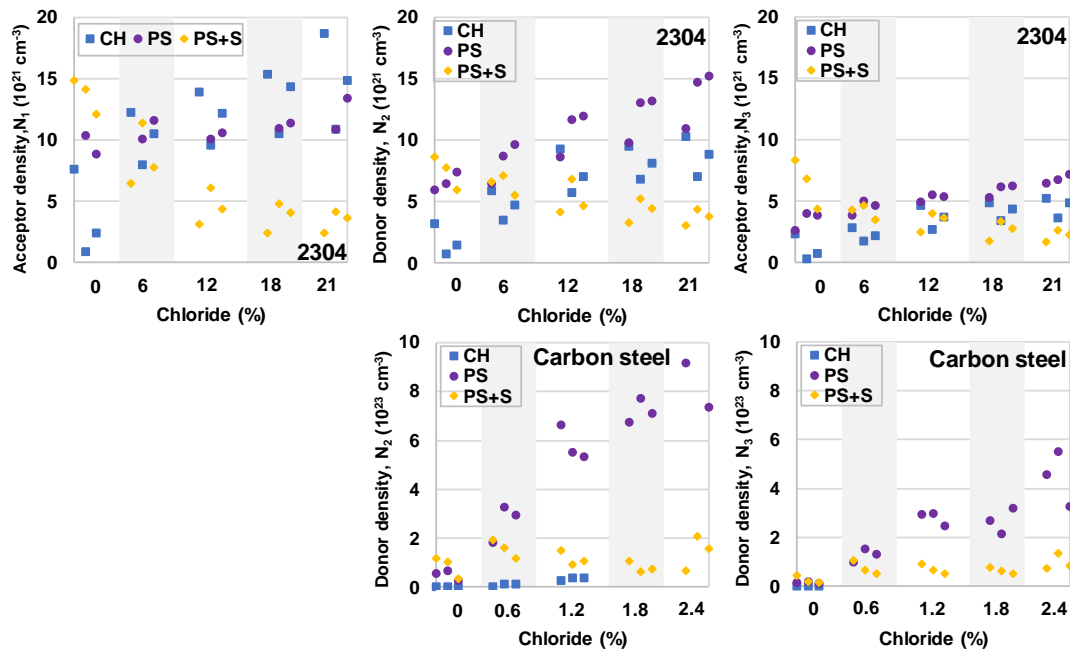 Acceptor density,N₁ (10²¹ cm-³)
20
15
10
5
0
CH PS PS+S
2304
0 6 12 18 21
Chloride (%)
Donor density, N₂ (10²¹ cm-³)
20
15
10
5
0
CH
PS
PS+S
2304
0 6 12 18 21
Chloride (%)
Acceptor density,N₃ (10²¹ cm-³)
20
15
10
5
0
CH
PS
PS+S
2304
0 6 12 18 21
Chloride (%)
Donor density, N₂ (10²³ cm-³)
10
8
6
4
2
0
CH
PS
PS+S
Carbon steel
0 0.6 1.2 1.8 2.4
Chloride (%)
Donor density, N₃ (10²³ cm-³)
10
8
6
4
2
0
CH
PS
PS+S
Carbon steel
0 0.6 1.2 1.8 2.4
Chloride (%)